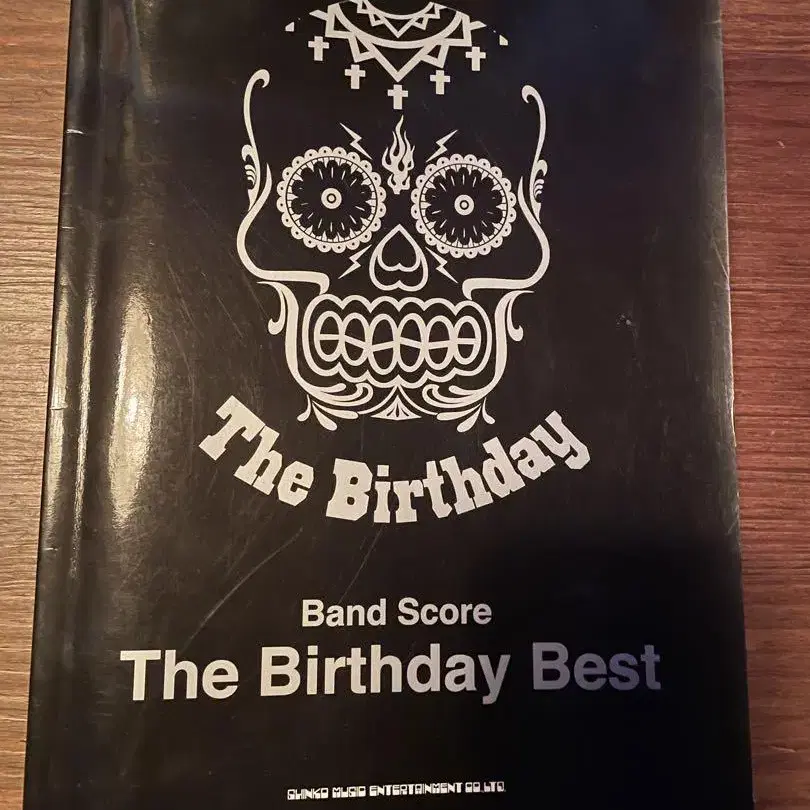 The Birthday
Band Score
The Birthday Best
SHINKO MUSIC ENTERTAINMENT CO.LTD.